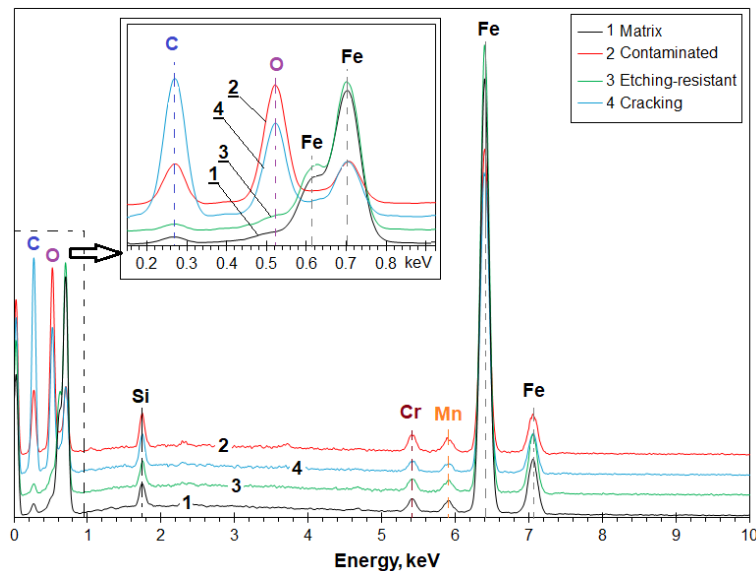 C
O
Fe
Fe
2
4
3
1
0.2 0.3 0.4 0.5 0.6 0.7 0.8 keV
1 Matrix
2 Contaminated
3 Etching-resistant
4 Cracking
C
O
Si
Cr
Mn
Fe
Fe
2
4
3
1
0 1 2 3 4 5 6 7 8 9 10
Energy, keV